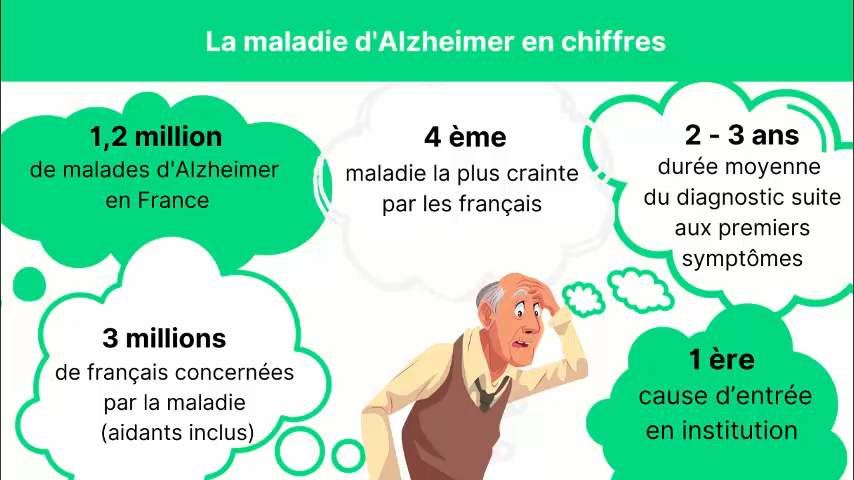 La maladie d'Alzheimer en chiffres
1,2 million
de malades d'Alzheimer
en France
4 ème
maladie la plus crainte
par les français
2 - 3 ans
durée moyenne
du diagnostic suite
aux premiers
symptômes
3 millions
de français concernées
par la maladie
(aidants inclus)
1 ère
cause d’entrée
en institution